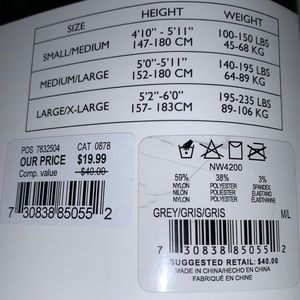 SIZE HEIGHT WEIGHT
SMALL/MEDIUM 4'10" - 5'11" 147-180 CM 100-150 LBS 45-68 KG
MEDIUM/LARGE 5'0"-5'11" 152-180 CM 140-195 LBS 64-89 KG
LARGE/X-LARGE 5'2"-6'0" 157- 183CM 195-235 LBS 89-106 KG
POS 7832504 CAT 0878
OUR PRICE $19.99
Comp. value $40.00
7 30838 85055 2
NW4200
59% 38% 3%
NYLON POLYESTER SPANDEX
NILON POLIESTER ELASTANO
NYLON POLYESTER ELASTHANNE
GREY/GRIS/GRIS M/L
7 30838 85055 2
SUGGESTED RETAIL: $40.00
MADE IN CHINA/HECHO EN CHINA
FABRIQUÉ EN CHINE